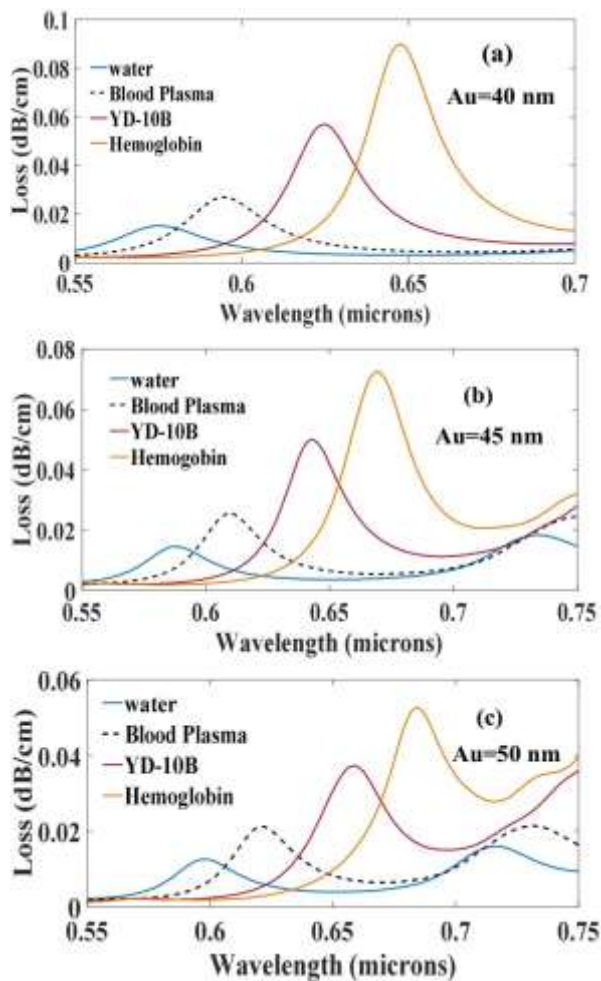 0.1
0.08
0.06
0.04
0.02
0
Loss (dB/cm)
water
Blood Plasma
YD-10B
Hemoglobin
(a)
Au=40 nm
0.55
0.6
0.65
0.7
Wavelength (microns)
0.08
0.06
0.04
0.02
0
Loss (dB/cm)
water
Blood Plasma
YD-10B
Hemogobin
(b)
Au=45 nm
0.55
0.6
0.65
0.7
0.75
Wavelength (microns)
0.06
0.04
0.02
0
Loss (dB/cm)
water
Blood Plasma
YD-10B
Hemoglobin
(c)
Au=50 nm
0.55
0.6
0.65
0.7
0.75
Wavelength (microns)